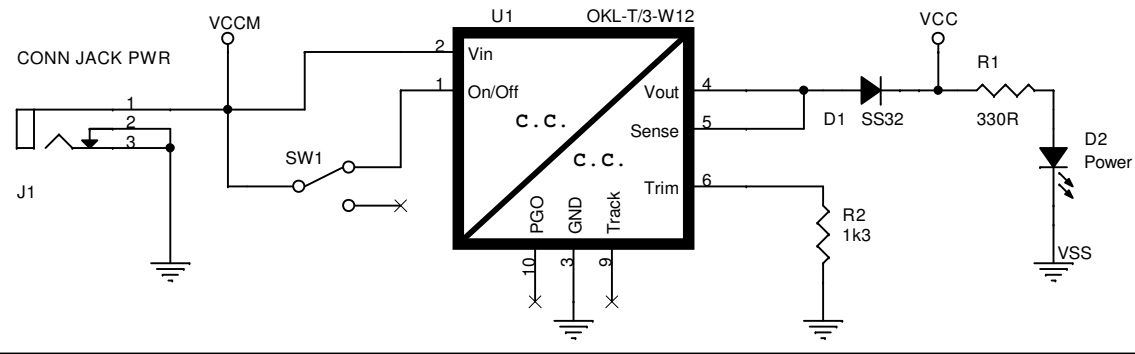 U1
OKL-T/3-W12
VCCM
VCC
CONN JACK PWR
2
Vin
R1
1
1
On/Off
Vout
4
C.C.
D1
SS32
330R
2
Sense
5
D2
3
SW1
C.C.
Power
J1
Trim
6
PGO
GND
Track
R2
1k3
10
3
9
VSS